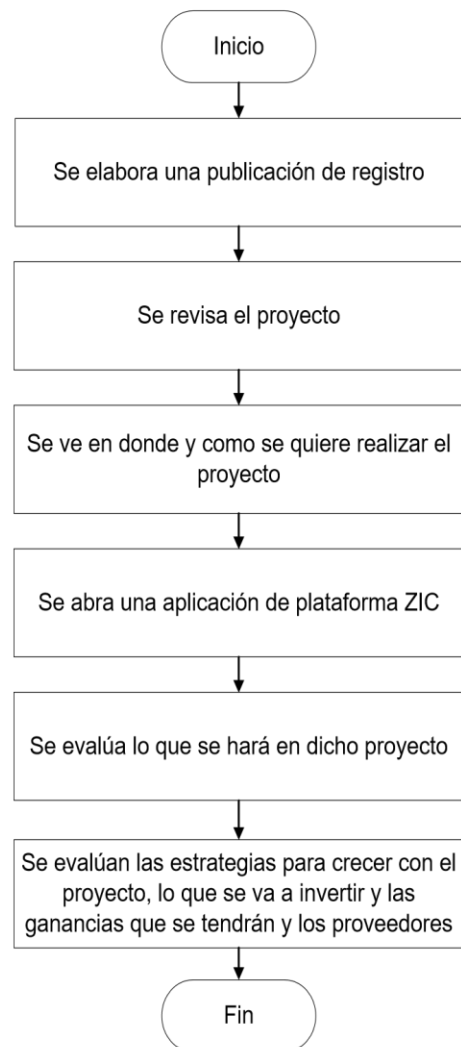 Inicio
Se elabora una publicación de registro
Se revisa el proyecto
Se ve en donde y como se quiere realizar el
proyecto
Se abra una aplicación de plataforma ZIC
Se evalúa lo que se hará en dicho proyecto
Se evalúan las estrategias para crecer con el
proyecto, lo que se va a invertir y las
ganancias que se tendrán y los proveedores
Fin